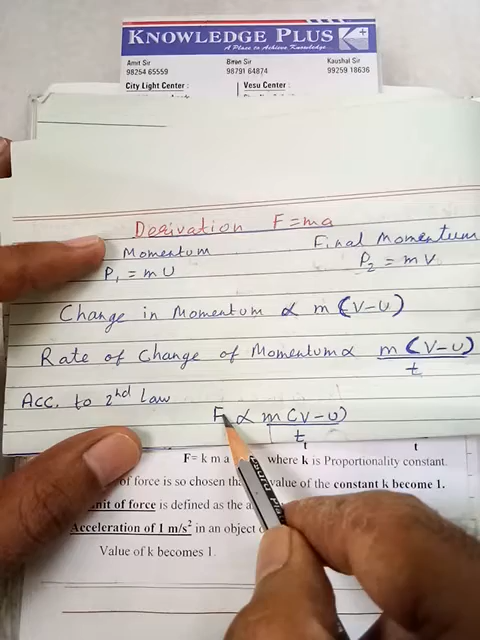 KNOWLEDGE PLUS
A Place to Achieve Knowledge..
Amit Sir Biren Sir Kaushal Sir
98254 65559 98791 64874 99259 18636
City Light Center : Vesu Center :
Derivation F=ma
Momentum Final Momentum
P₁ = mU P₂ = mV
Change in Momentum ∝ m(V-U)
Rate of Change of Momentum ∝ m(V-U)/t
Acc. to 2nd Law
F ∝ m(V-U)/t
t
F= k m a where k is Proportionality constant.
of force is so chosen value of the constant k become 1.
of force is defined as the
Acceleration of 1 m/s² in an object
Value of k becomes 1.